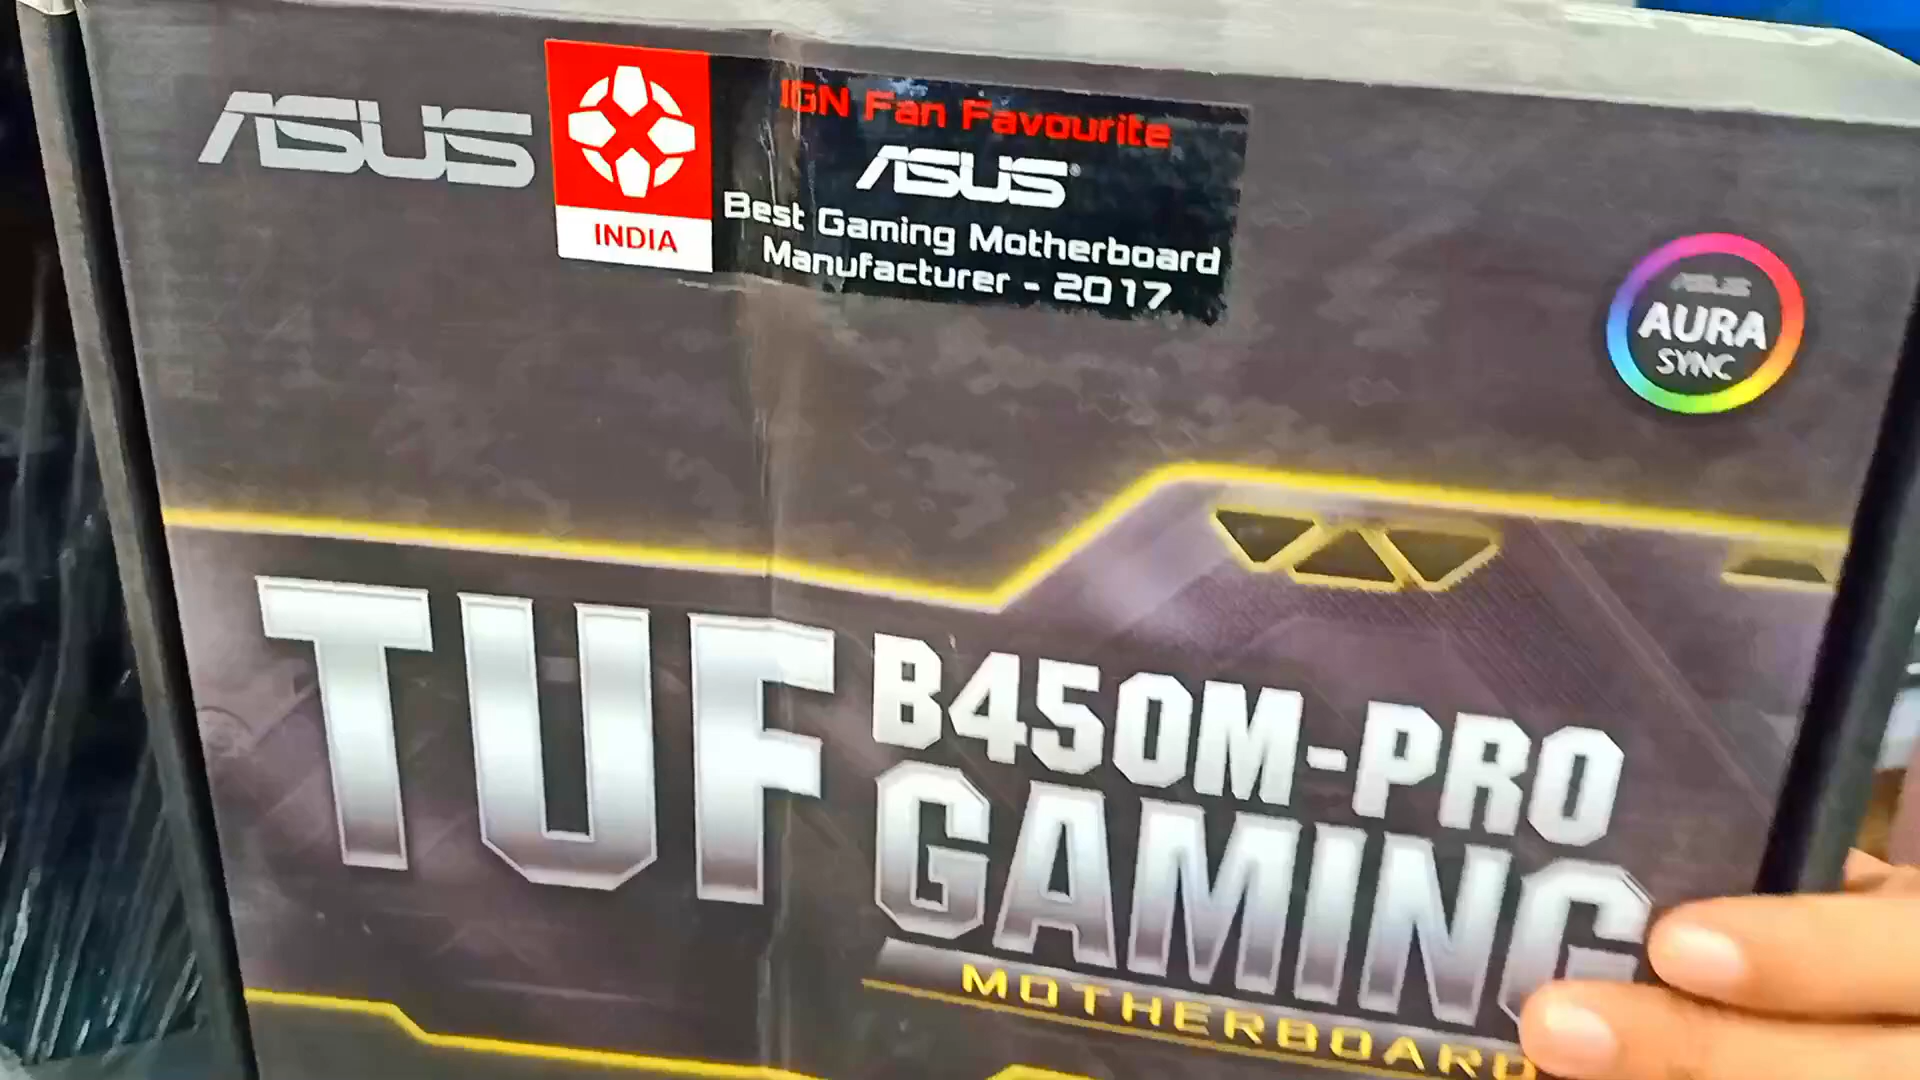 ASUS
INDIA
IGN Fan Favourite
ASUS
Best Gaming Motherboard
Manufacturer - 2017
ASUS
AURA
SYNC
TUF
B450M-PRO
GAMING
MOTHERBOARD